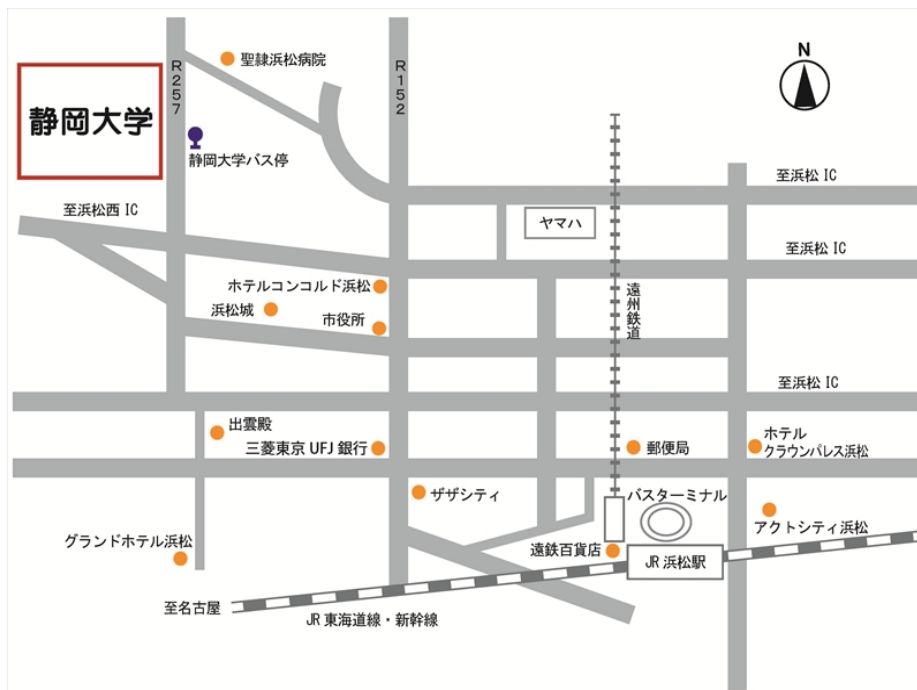 N
聖隷浜松病院
R257
R152
静岡大学
静岡大学バス停
至浜松 IC
至浜松西 IC
ヤマハ
至浜松 IC
ホテルコンコルド浜松
遠州鉄道
浜松城
市役所
至浜松 IC
出雲殿
三菱東京 UFJ 銀行
郵便局
ホテル
クラウンパレス浜松
ザザシティ
バスターミナル
アクトシティ浜松
グランドホテル浜松
遠鉄百貨店
JR 浜松駅
至名古屋
JR 東海道線・新幹線